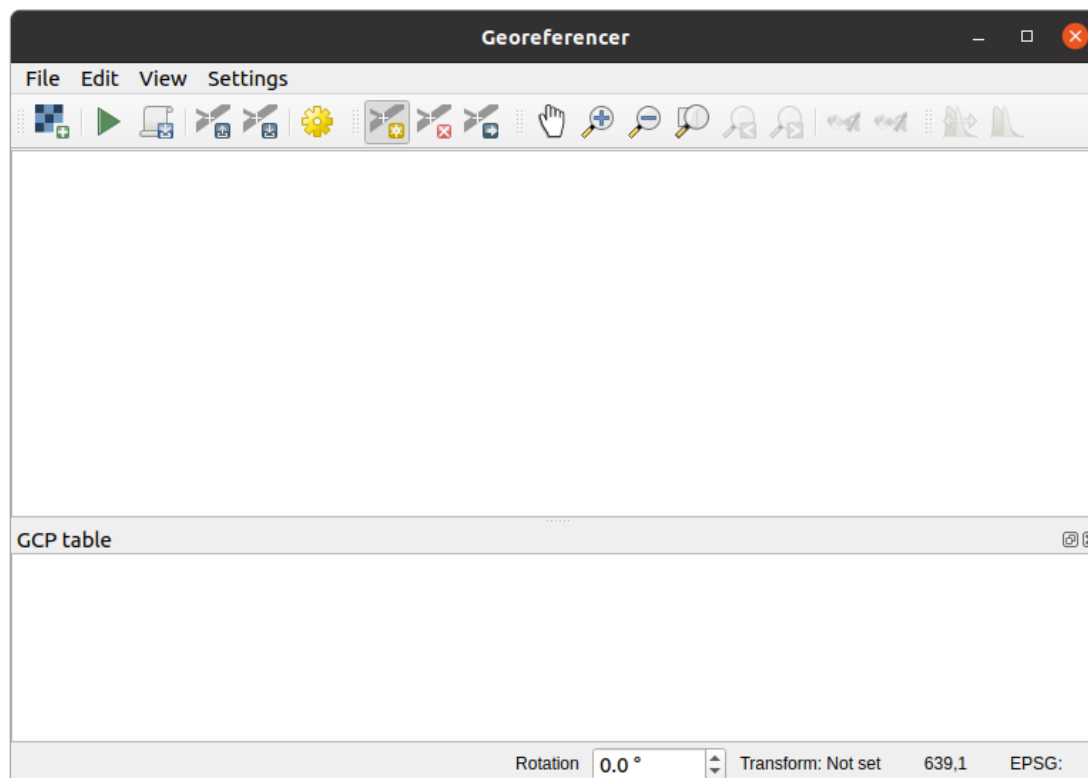 Georeferencer
File Edit View Settings
GCP table
Rotation 0.0 ° Transform: Not set 639,1 EPSG: